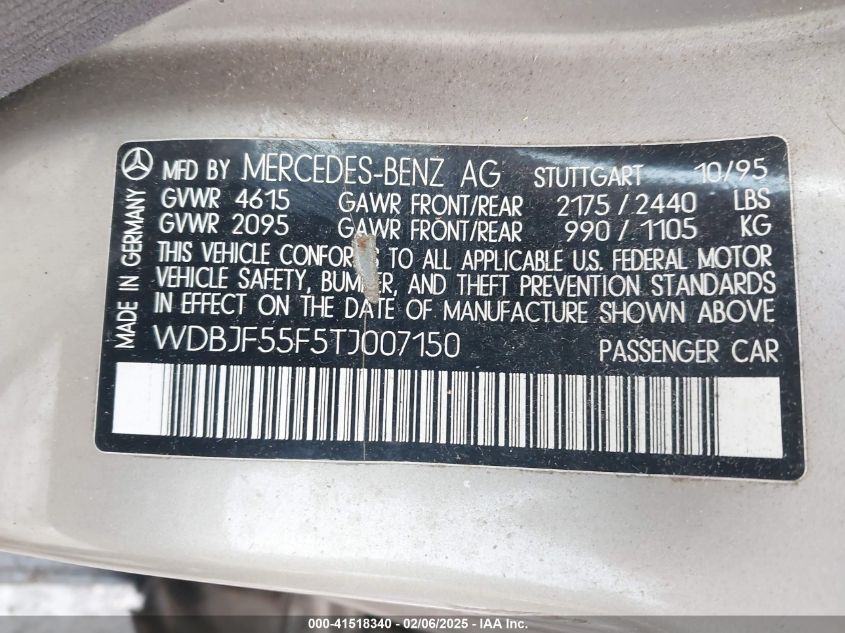 MFD BY MERCEDES-BENZ AG STUTTGART 10/95
GVWR 4615 GAWR FRONT/REAR 2175 / 2440 LBS
GVWR 2095 GAWR FRONT/REAR 990 / 1105 KG
THIS VEHICLE CONFORMS TO ALL APPLICABLE U.S. FEDERAL MOTOR
VEHICLE SAFETY, BUMPER, AND THEFT PREVENTION STANDARDS
IN EFFECT ON THE DATE OF MANUFACTURE SHOWN ABOVE
WDBJF55F5TJ007150 PASSENGER CAR
MADE IN GERMANY
000-41518340 - 02/06/2025 - IAA Inc.